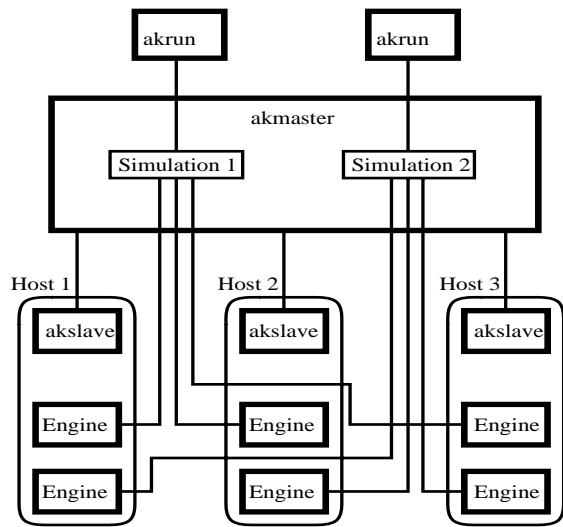 akrun
akrun
akmaster
Simulation 1
Simulation 2
Host 1
Host 2
Host 3
akslave
akslave
akslave
Engine
Engine
Engine
Engine
Engine
Engine